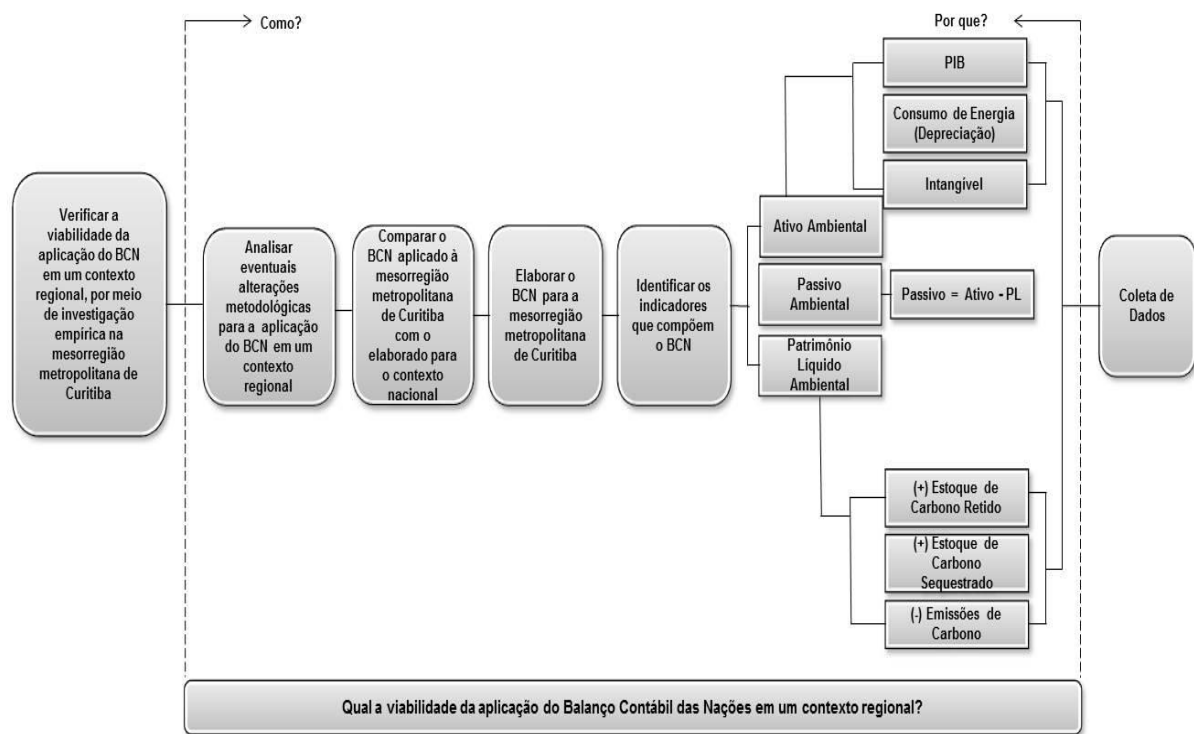 Como?
Por que?
Verificar a
viabilidade da
aplicação do BCN
em um contexto
regional, por meio
de investigação
empírica na
mesorregião
metropolitana de
Curitiba
Analisar
eventuais
alterações
metodológicas
para a aplicação
do BCN em um
contexto
regional
Comparar o
BCN aplicado à
mesorregião
metropolitana
de Curitiba
com o
elaborado para
o contexto
nacional
Elaborar o
BCN para a
mesorregião
metropolitana
de Curitiba
Identificar os
indicadores
que compõem
o BCN
Ativo Ambiental
Passivo
Ambiental
Patrimônio
Líquido
Ambiental
PIB
Consumo de Energia
(Depreciação)
Intangível
Passivo = Ativo - PL
(+) Estoque de
Carbono Retido
(+) Estoque de
Carbono
Sequestrado
(-) Emissões de
Carbono
Coleta de
Dados
Qual a viabilidade da aplicação do Balanço Contábil das Nações em um contexto regional?